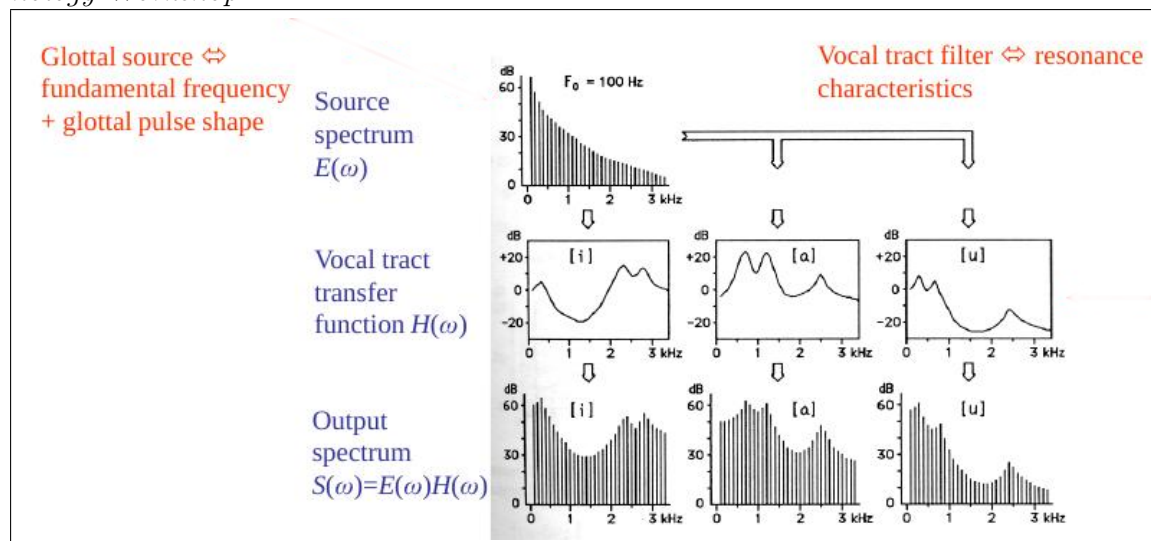 Glottal source ⇔
fundamental frequency
+ glottal pulse shape
Vocal tract filter ⇔ resonance
characteristics
Source
spectrum
E(ω)
dB
60
30
0
F₀ = 100 Hz
0 1 2 3 kHz
Vocal tract
transfer
function H(ω)
dB
+20
0
-20
[i]
0 1 2 3 kHz
dB
+20
0
-20
[a]
0 1 2 3 kHz
dB
+20
0
-20
[u]
0 1 2 3 kHz
Output
spectrum
S(ω)=E(ω)H(ω)
dB
60
30
0
[i]
0 1 2 3 kHz
dB
60
30
0
[a]
0 1 2 3 kHz
dB
60
30
0
[u]
0 1 2 3 kHz